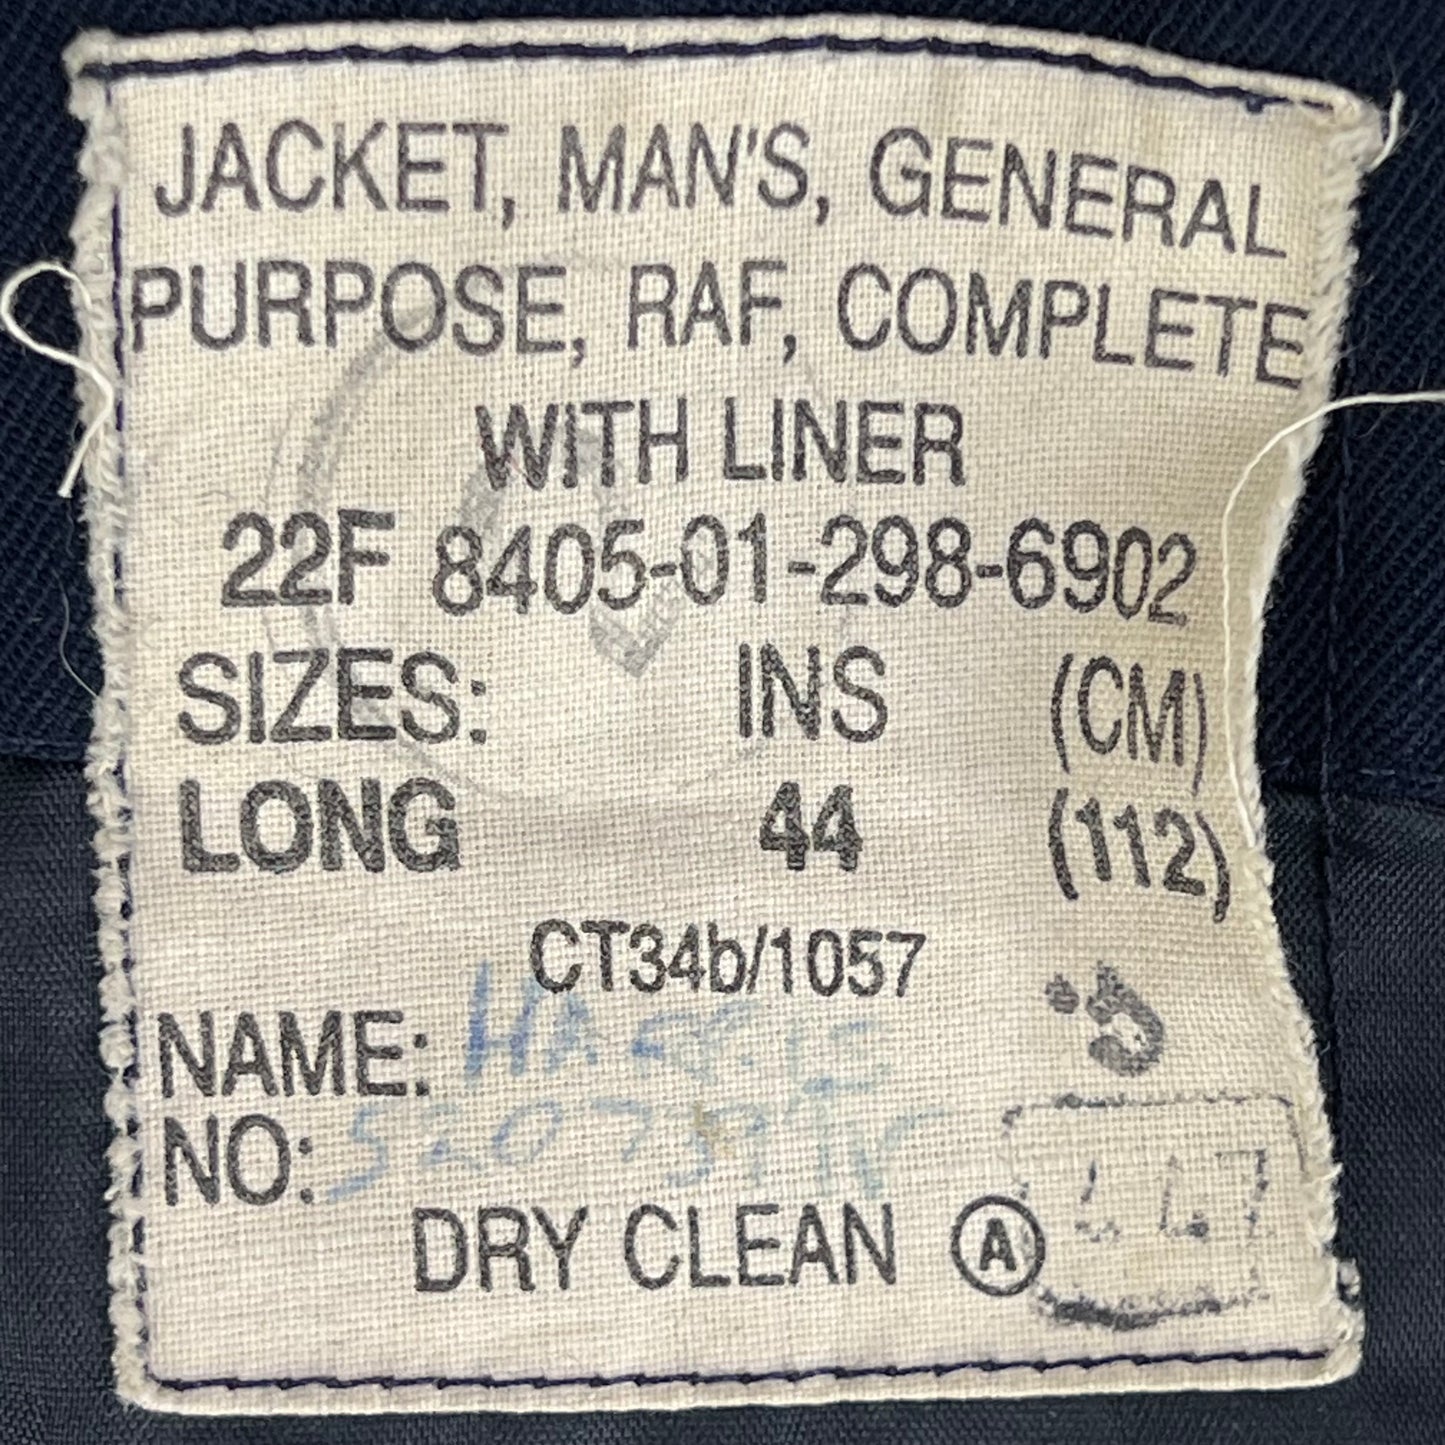 JACKET, MAN'S, GENERAL
PURPOSE, RAF, COMPLETE
WITH LINER
22F 8405-01-298-6902
SIZES: INS (CM)
LONG 44 (112)
CT34b/1057
NAME:
NO:
DRY CLEAN A